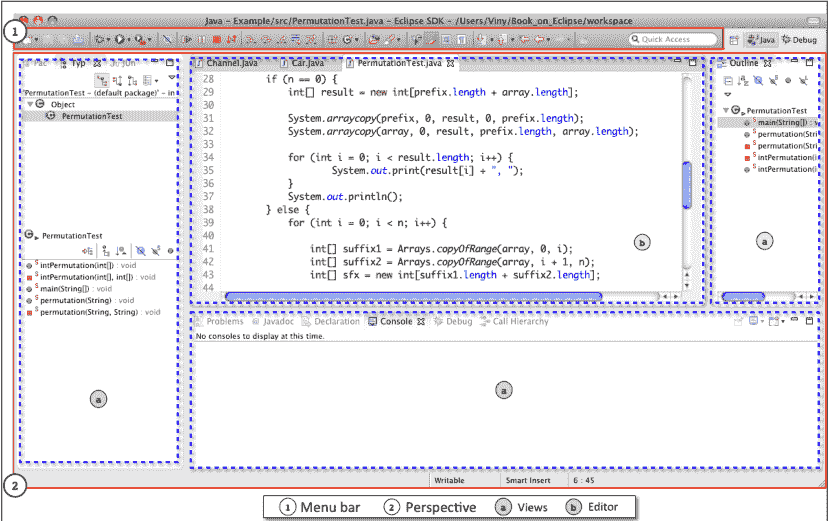 Java – Example/src/PermutationTest.java – Eclipse SDK – /Users/Viny/Book_on_Eclipse/workspace
1
Quick Access
Java
Debug
Pac
Typ
Jun
'PermutationTest – (default package)' – in
Object
PermutationTest
PermutationTest
intPermutation(int[]) : void
intPermutation(int[], int[]) : void
main(String[]) : void
permutation(String) : void
permutation(String, String) : void
a
Channel.java
Car.java
PermutationTest.java
28 if (n == 0) {
29 int[] result = new int[prefix.length + array.length];
30
31 System.arraycopy(prefix, 0, result, 0, prefix.length);
32 System.arraycopy(array, 0, result, prefix.length, array.length);
33
34 for (int i = 0; i < result.length; i++) {
35 System.out.print(result[i] + ", ");
36 }
37 System.out.println();
38 } else {
39 for (int i = 0; i < n; i++) {
40
41 int[] suffix1 = Arrays.copyOfRange(array, 0, i);
42 int[] suffix2 = Arrays.copyOfRange(array, i + 1, n);
43 int[] sfx = new int[suffix1.length + suffix2.length];
44
b
Outline
PermutationTest
main(String[]) : v
permutation(Stri
permutation(Stri
intPermutation(i
intPermutation(i
a
Problems
Javadoc
Declaration
Console
Debug
Call Hierarchy
No consoles to display at this time.
a
2
Writable
Smart Insert
6 : 45
1 Menu bar
2 Perspective
a Views
b Editor